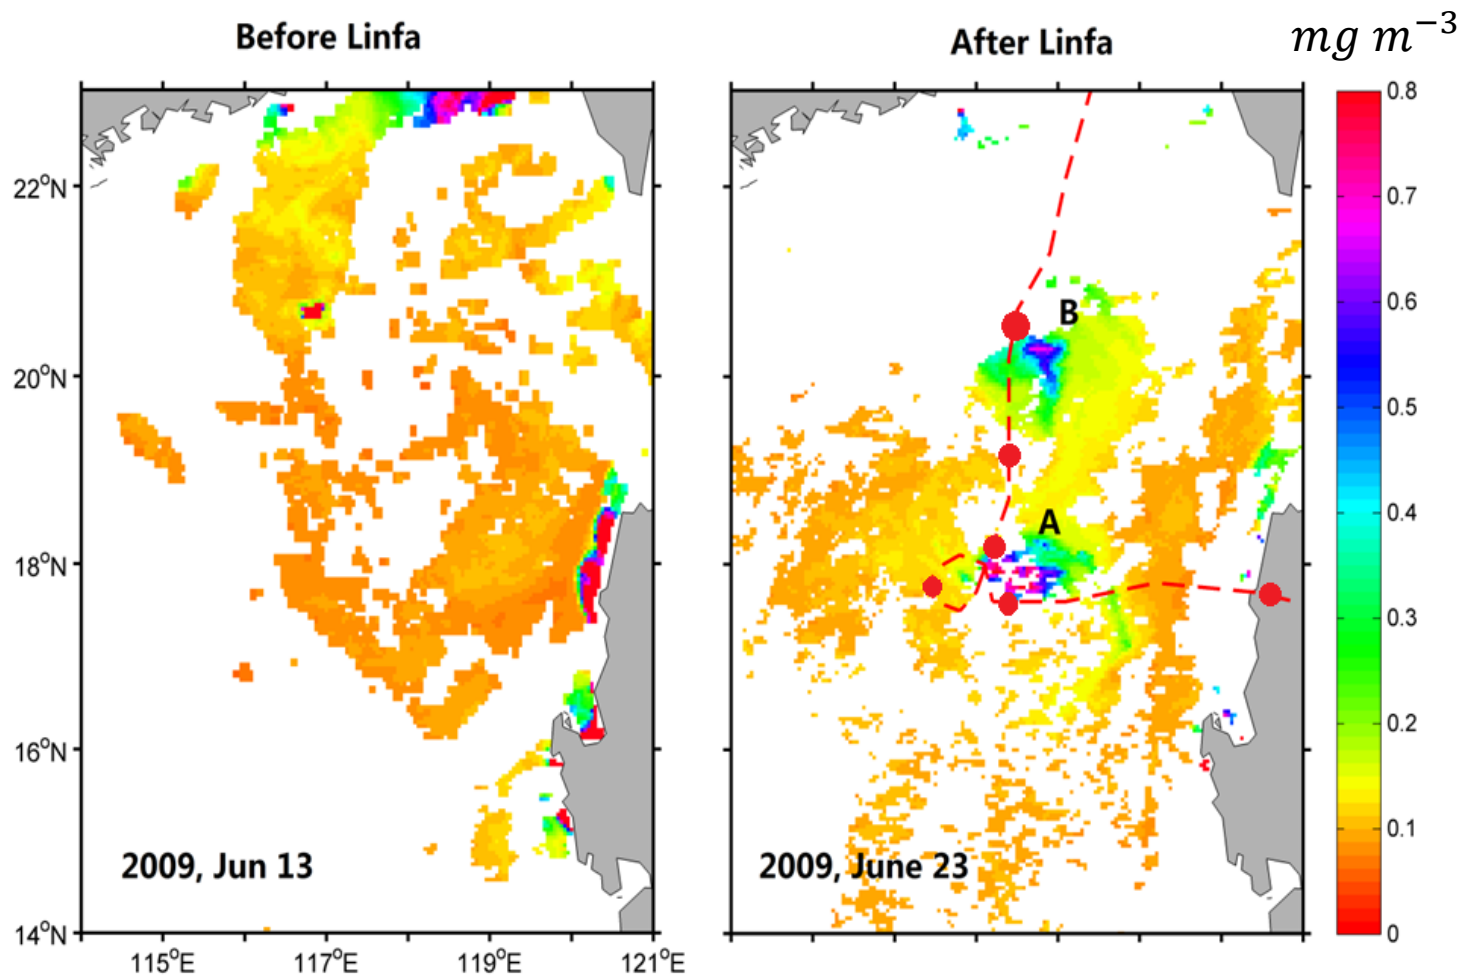 Before Linfa
After Linfa
mg m⁻³
22°N
20°N
18°N
16°N
14°N
115°E
117°E
119°E
121°E
2009, Jun 13
B
A
2009, June 23
0.8
0.7
0.6
0.5
0.4
0.3
0.2
0.1
0